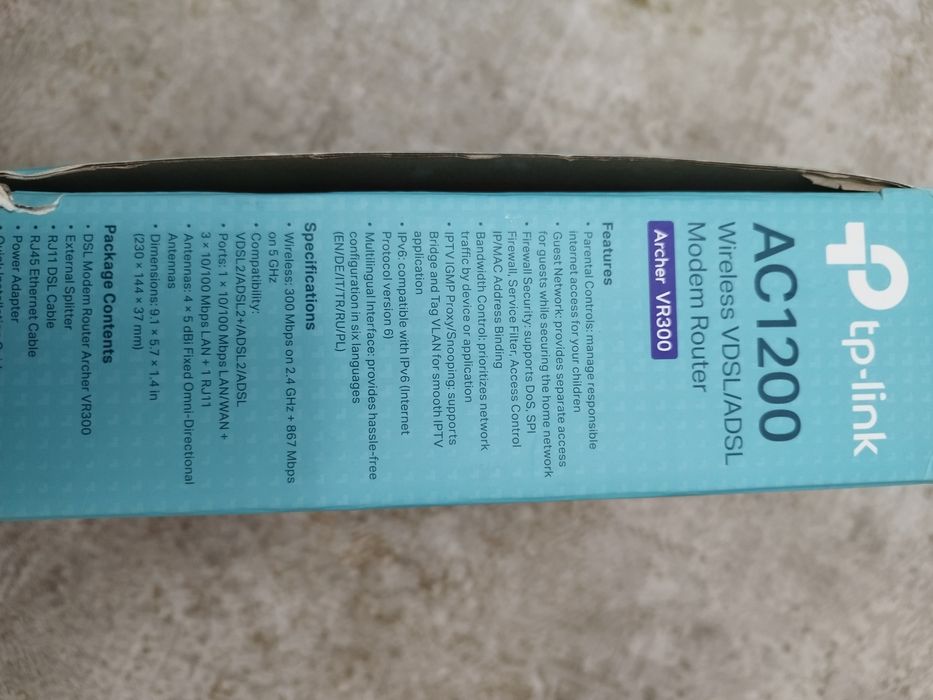 tp-link
AC1200
Wireless VDSL/ADSL
Modem Router
Archer VR300
Features
• Parental Controls: manage responsible
internet access for your children
• Guest Network: provides separate access
for guests while securing the home network
• Firewall Security: supports DoS, SPI
Firewall, Service Filter, Access Control
IP/MAC Address Binding
• Bandwidth Control: prioritizes network
traffic by device or application
• IPTV IGMP Proxy/Snooping: supports
Bridge and Tag VLAN for smooth IPTV
application
• IPv6: compatible with IPv6 (Internet
Protocol version 6)
• Multilingual Interface: provides hassle-free
configuration in six languages
(EN/DE/IT/TR/RU/PL)
Specifications
• Wireless: 300 Mbps on 2.4 GHz + 867 Mbps
on 5 GHz
• Compatibility:
VDSL2/ADSL2+/ADSL2/ADSL
• Ports: 1 × 10/100 Mbps LAN/WAN +
3 × 10/100 Mbps LAN + 1 RJ11
• Antennas: 4 × 5 dBi Fixed Omni-Directional
Antennas
• Dimensions: 9.1 × 5.7 × 1.4 in
(230 × 144 × 37 mm)
Package Contents
• DSL Modem Router Archer VR300
• External Splitter
• RJ11 DSL Cable
• RJ45 Ethernet Cable
• Power Adapter